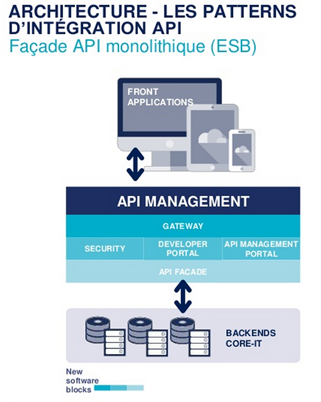 ARCHITECTURE - LES PATTERNS
D'INTÉGRATION API
Façade API monolithique (ESB)
FRONT
APPLICATIONS
API MANAGEMENT
GATEWAY
SECURITY
DEVELOPER
PORTAL
API MANAGEMENT
PORTAL
API FACADE
BACKENDS
CORE-IT
New
software
blocks